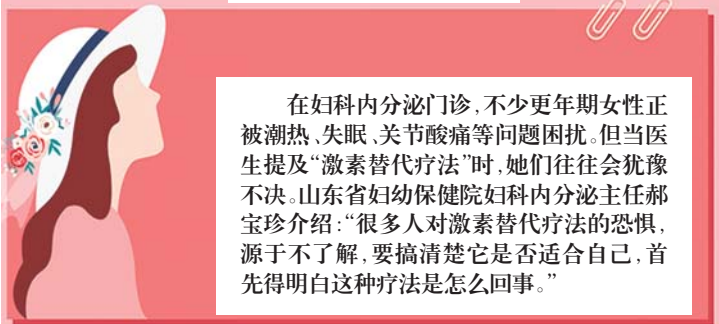 在妇科内分泌门诊，不少更年期女性正
被潮热、失眠、关节酸痛等问题困扰。但当医
生提及“激素替代疗法”时，她们往往会犹豫
不决。山东省妇幼保健院妇科内分泌主任郝
宝珍介绍：“很多人对激素替代疗法的恐惧，
源于不了解，要搞清楚它是否适合自己，首
先得明白这种疗法是怎么回事。”